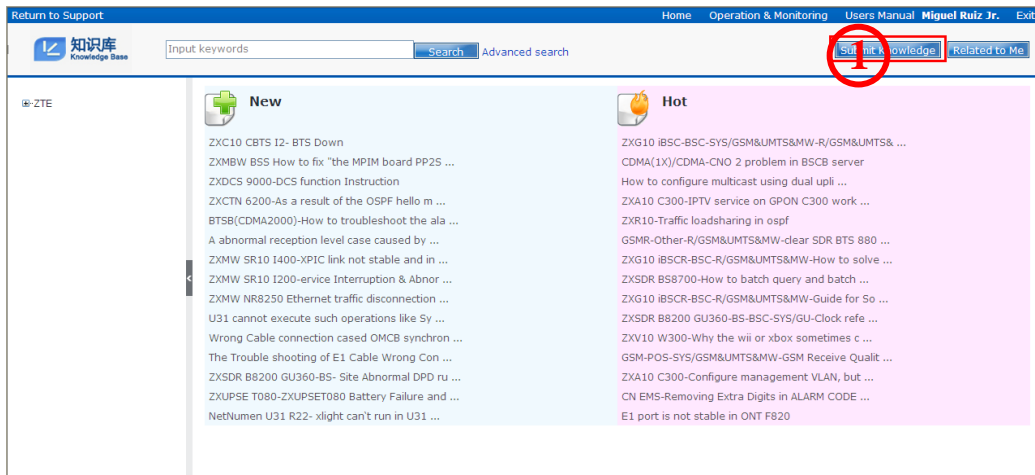 Return to Support Home Operation & Monitoring Users Manual Miguel Ruiz Jr. Exit
知识库
Knowledge Base
Input keywords Search Advanced search
Submit Knowledge Related to Me
1
ZTE
New
ZXC10 CBTS I2- BTS Down
ZXMBW BSS How to fix "the MPIM board PP2S ...
ZXDCS 9000-DCS function Instruction
ZXCTN 6200-As a result of the OSPF hello m ...
BTSB(CDMA2000)-How to troubleshoot the ala ...
A abnormal reception level case caused by ...
ZXMW SR10 I400-XPIC link not stable and in ...
ZXMW SR10 I200-ervice Interruption & Abnor ...
ZXMW NR8250 Ethernet traffic disconnection ...
U31 cannot execute such operations like Sy ...
Wrong Cable connection cased OMCB synchron ...
The Trouble shooting of E1 Cable Wrong Con ...
ZXSDR B8200 GU360-BS- Site Abnormal DPD ru ...
ZXUPSE T080-ZXUPSET080 Battery Failure and ...
NetNumen U31 R22- xlight can't run in U31 ...
Hot
ZXG10 iBSC-BSC-SYS/GSM&UMTS&MW-R/GSM&UMTS& ...
CDMA(1X)/CDMA-CNO 2 problem in BSCB server
How to configure multicast using dual upli ...
ZXA10 C300-IPTV service on GPON C300 work ...
ZXR10-Traffic loadsharing in ospf
GSMR-Other-R/GSM&UMTS&MW-clear SDR BTS 880 ...
ZXG10 iBSCR-BSC-R/GSM&UMTS&MW-How to solve ...
ZXSDR BS8700-How to batch query and batch ...
ZXG10 iBSCR-BSC-R/GSM&UMTS&MW-Guide for So ...
ZXSDR B8200 GU360-BS-BSC-SYS/GU-Clock refe ...
ZXV10 W300-Why the wii or xbox sometimes c ...
GSM-POS-SYS/GSM&UMTS&MW-GSM Receive Qualit ...
ZXA10 C300-Configure management VLAN, but ...
CN EMS-Removing Extra Digits in ALARM CODE ...
E1 port is not stable in ONT F820